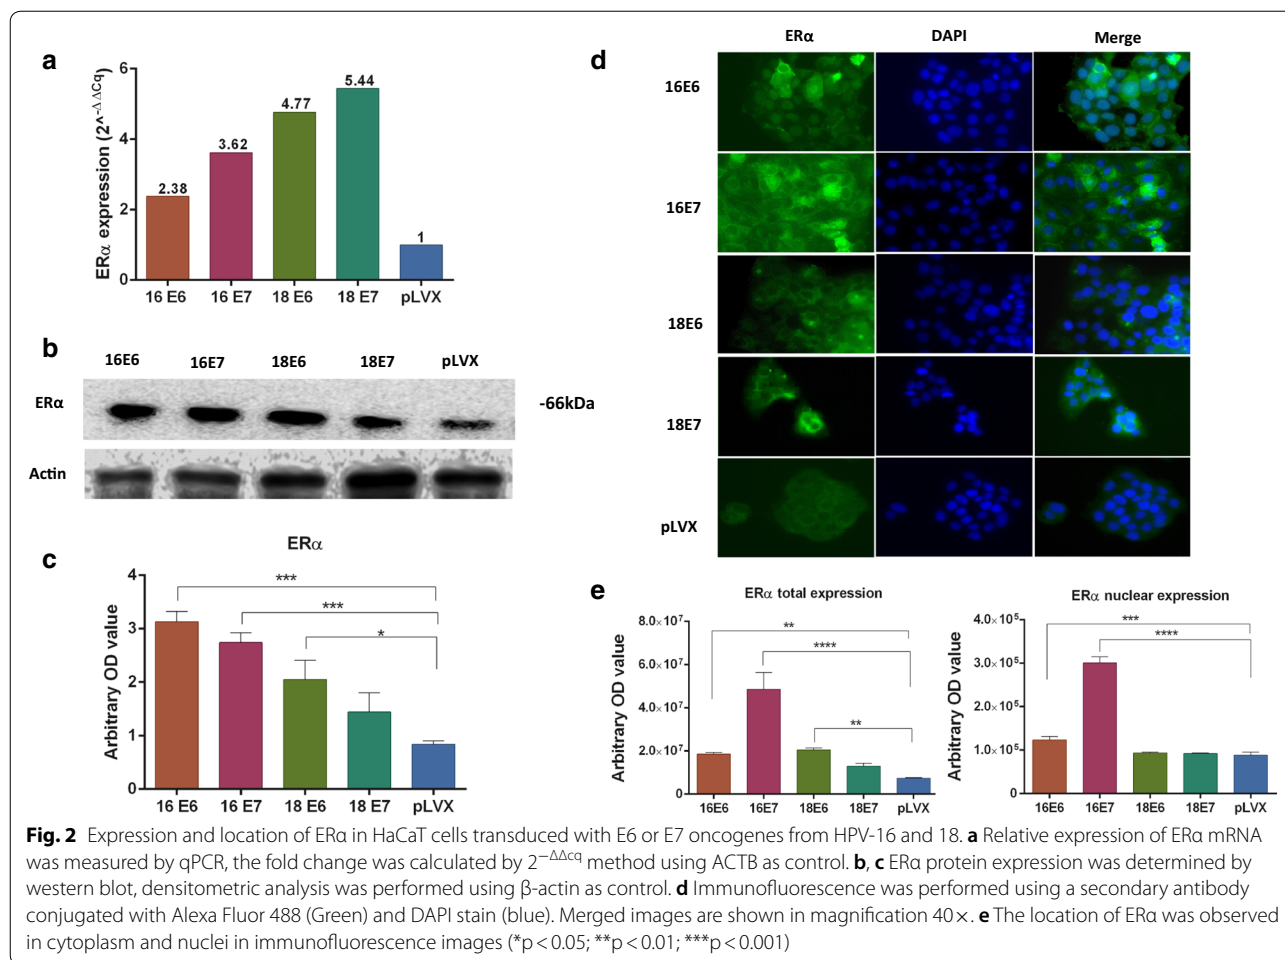 a
ERα expression (2^-ΔΔCq)
6
4
2
0
2.38
3.62
4.77
5.44
1
16 E6 16 E7 18 E6 18 E7 pLVX
b
16E6 16E7 18E6 18E7 pLVX
ERα
-66kDa
Actin
c
ERα
Arbitrary OD value
4
3
2
1
0
***
***
*
16 E6 16 E7 18 E6 18 E7 pLVX
d
ERα DAPI Merge
16E6
16E7
18E6
18E7
pLVX
e
ERα total expression
Arbitrary OD value
8.0×10⁷
6.0×10⁷
4.0×10⁷
2.0×10⁷
0
**
****
**
16E6 16E7 18E6 18E7 pLVX
ERα nuclear expression
Arbitrary OD value
4.0×10⁵
3.0×10⁵
2.0×10⁵
1.0×10⁵
0
***
****
16E6 16E7 18E6 18E7 pLVX
Fig. 2 Expression and location of ERα in HaCaT cells transduced with E6 or E7 oncogenes from HPV-16 and 18. a Relative expression of ERα mRNA
was measured by qPCR, the fold change was calculated by 2⁻ΔΔcq method using ACTB as control. b, c ERα protein expression was determined by
western blot, densitometric analysis was performed using β-actin as control. d Immunofluorescence was performed using a secondary antibody
conjugated with Alexa Fluor 488 (Green) and DAPI stain (blue). Merged images are shown in magnification 40×. e The location of ERα was observed
in cytoplasm and nuclei in immunofluorescence images (*p < 0.05; **p < 0.01; ***p < 0.001)